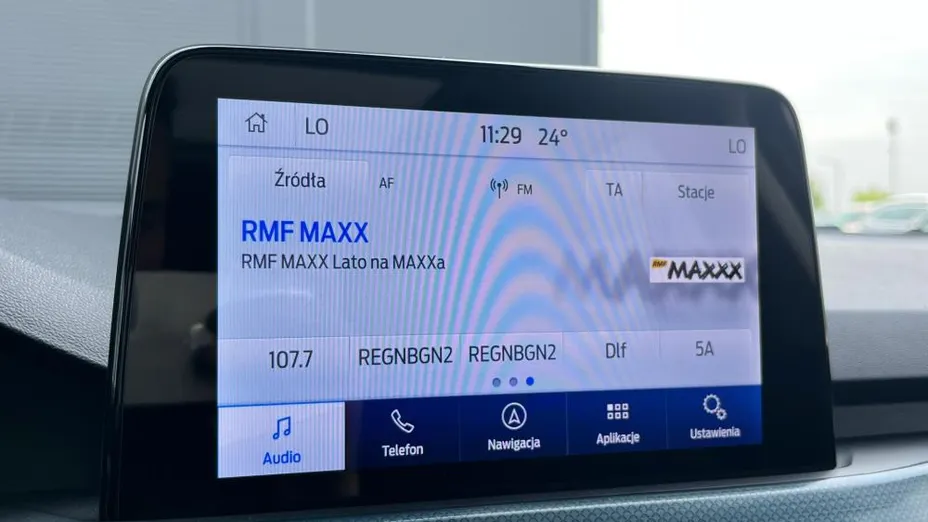 LO 11:29 24° LO
Źródła AF FM TA Stacje
RMF MAXX
RMF MAXX Lato na MAXXa
RMF MAXXX
107.7 REGNBGN2 REGNBGN2 Dlf 5A
Audio Telefon Nawigacja Aplikacje Ustawienia